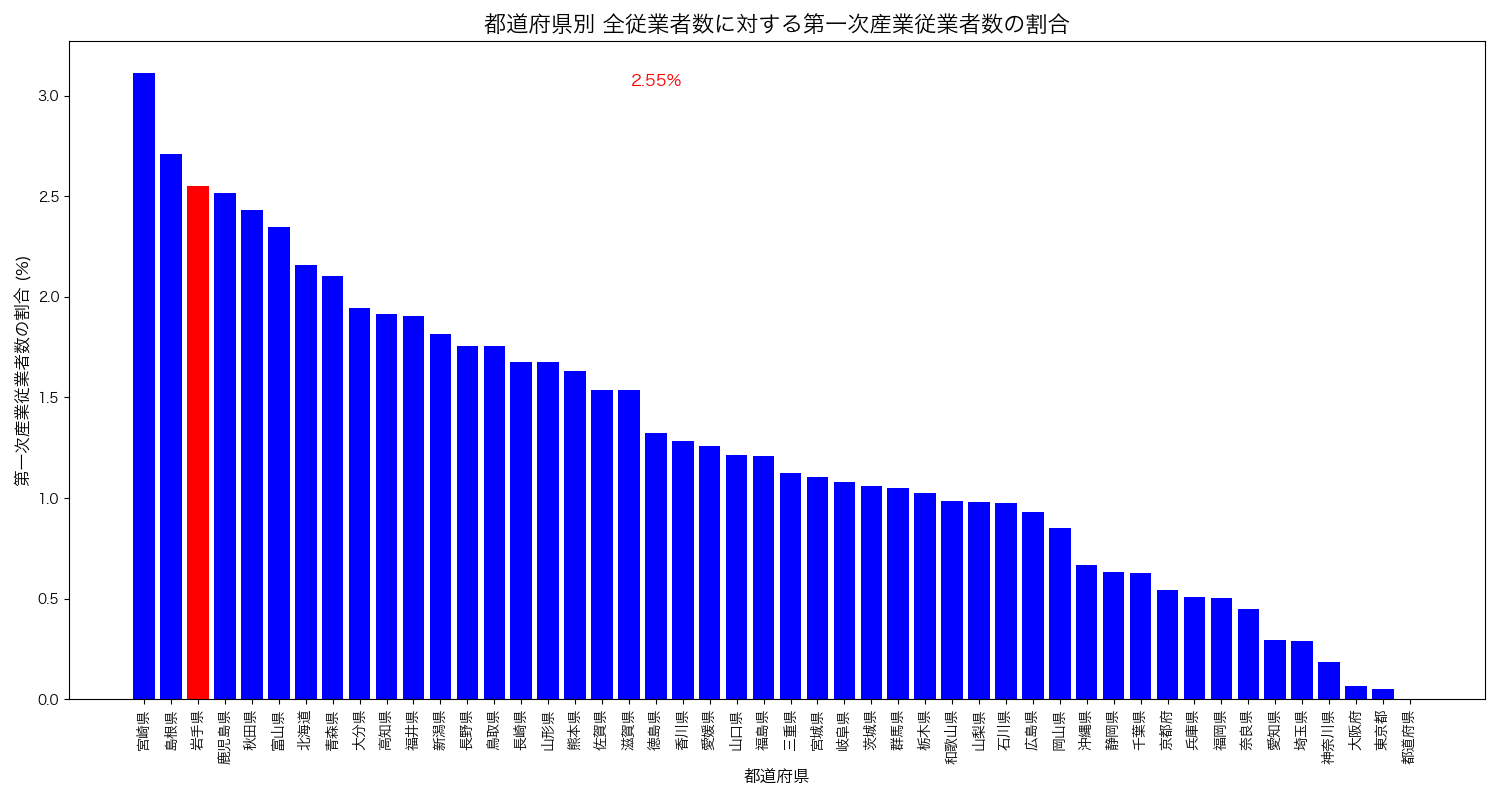 都道府県別 全従業者数に対する第一次産業従業者数の割合
2.55%
第一次産業従業者数の割合 (%)
3.0
2.5
2.0
1.5
1.0
0.5
0.0
宮崎県
島根県
岩手県
鹿児島県
秋田県
富山県
北海道
青森県
大分県
高知県
福井県
新潟県
長野県
鳥取県
長崎県
山形県
熊本県
佐賀県
滋賀県
徳島県
香川県
愛媛県
山口県
福島県
三重県
宮城県
岐阜県
茨城県
群馬県
栃木県
和歌山県
山梨県
石川県
広島県
岡山県
沖縄県
静岡県
千葉県
京都府
兵庫県
福岡県
奈良県
愛知県
埼玉県
神奈川県
大阪府
東京都
都道府県
都道府県